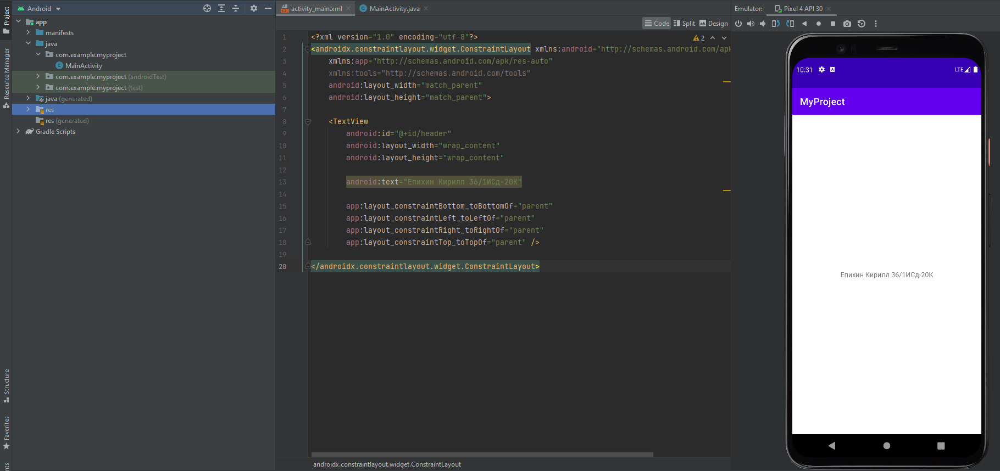 Project
Resource Manager
Structure
Favorites
nts
Android
app
manifests
java
com.example.myproject
MainActivity
com.example.myproject (androidTest)
com.example.myproject (test)
java (generated)
res
res (generated)
Gradle Scripts
activity_main.xml
MainActivity.java
Code Split Design
2
1 <?xml version="1.0" encoding="utf-8"?>
2 <androidx.constraintlayout.widget.ConstraintLayout xmlns:android="http://schemas.android.com/apk
3 xmlns:app="http://schemas.android.com/apk/res-auto"
4 xmlns:tools="http://schemas.android.com/tools"
5 android:layout_width="match_parent"
6 android:layout_height="match_parent">
7
8 <TextView
9 android:id="@+id/header"
10 android:layout_width="wrap_content"
11 android:layout_height="wrap_content"
12
13 android:text="Епихин Кирилл 36/1ИСд-20К"
14
15 app:layout_constraintBottom_toBottomOf="parent"
16 app:layout_constraintLeft_toLeftOf="parent"
17 app:layout_constraintRight_toRightOf="parent"
18 app:layout_constraintTop_toTopOf="parent" />
19
20 </androidx.constraintlayout.widget.ConstraintLayout>
androidx.constraintlayout.widget.ConstraintLayout
Emulator: Pixel 4 API 30
10:31 A LTE
MyProject
Епихин Кирилл 36/1ИСд-20К